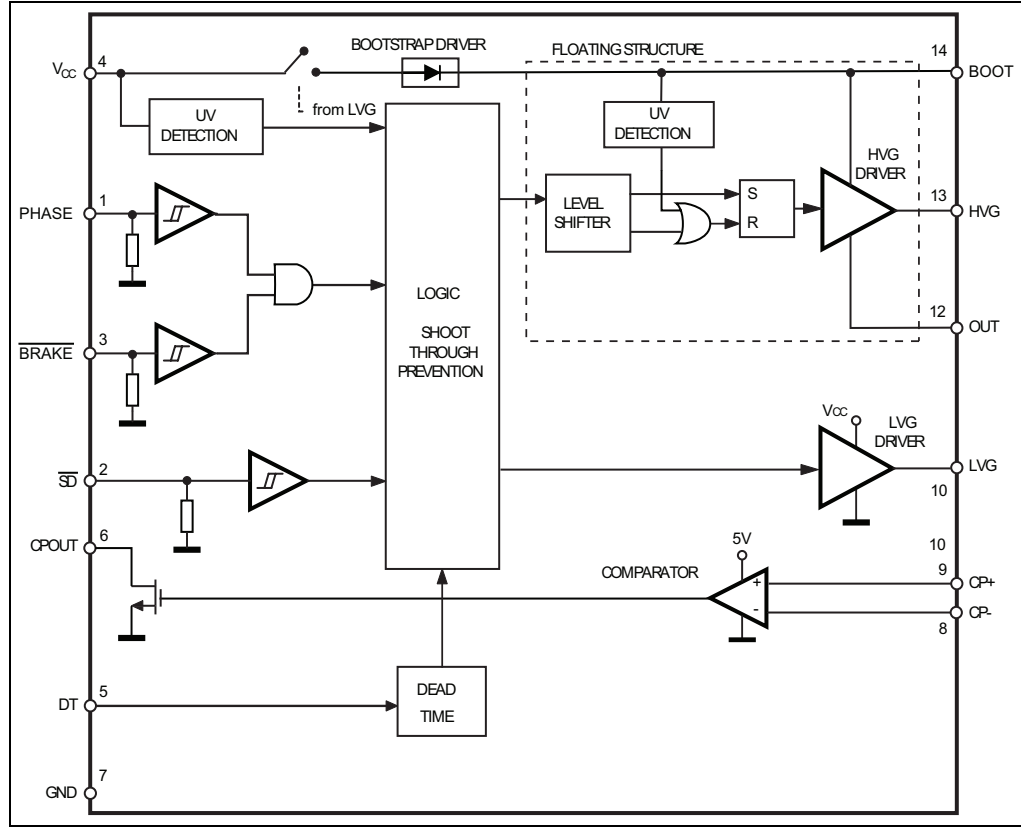 BOOTSTRAP DRIVER
FLOATING STRUCTURE
14
4
VCC
BOOT
from LVG
UV
DETECTION
UV
DETECTION
HVG
DRIVER
PHASE
1
LEVEL
SHIFTER
S
R
13
HVG
LOGIC
SHOOT
THROUGH
PREVENTION
12
OUT
3
BRAKE
VCC
LVG
DRIVER
2
SD
LVG
10
6
CPOUT
5V
10
COMPARATOR
9
+
CP+
-
CP-
8
DEAD
TIME
5
DT
7
GND